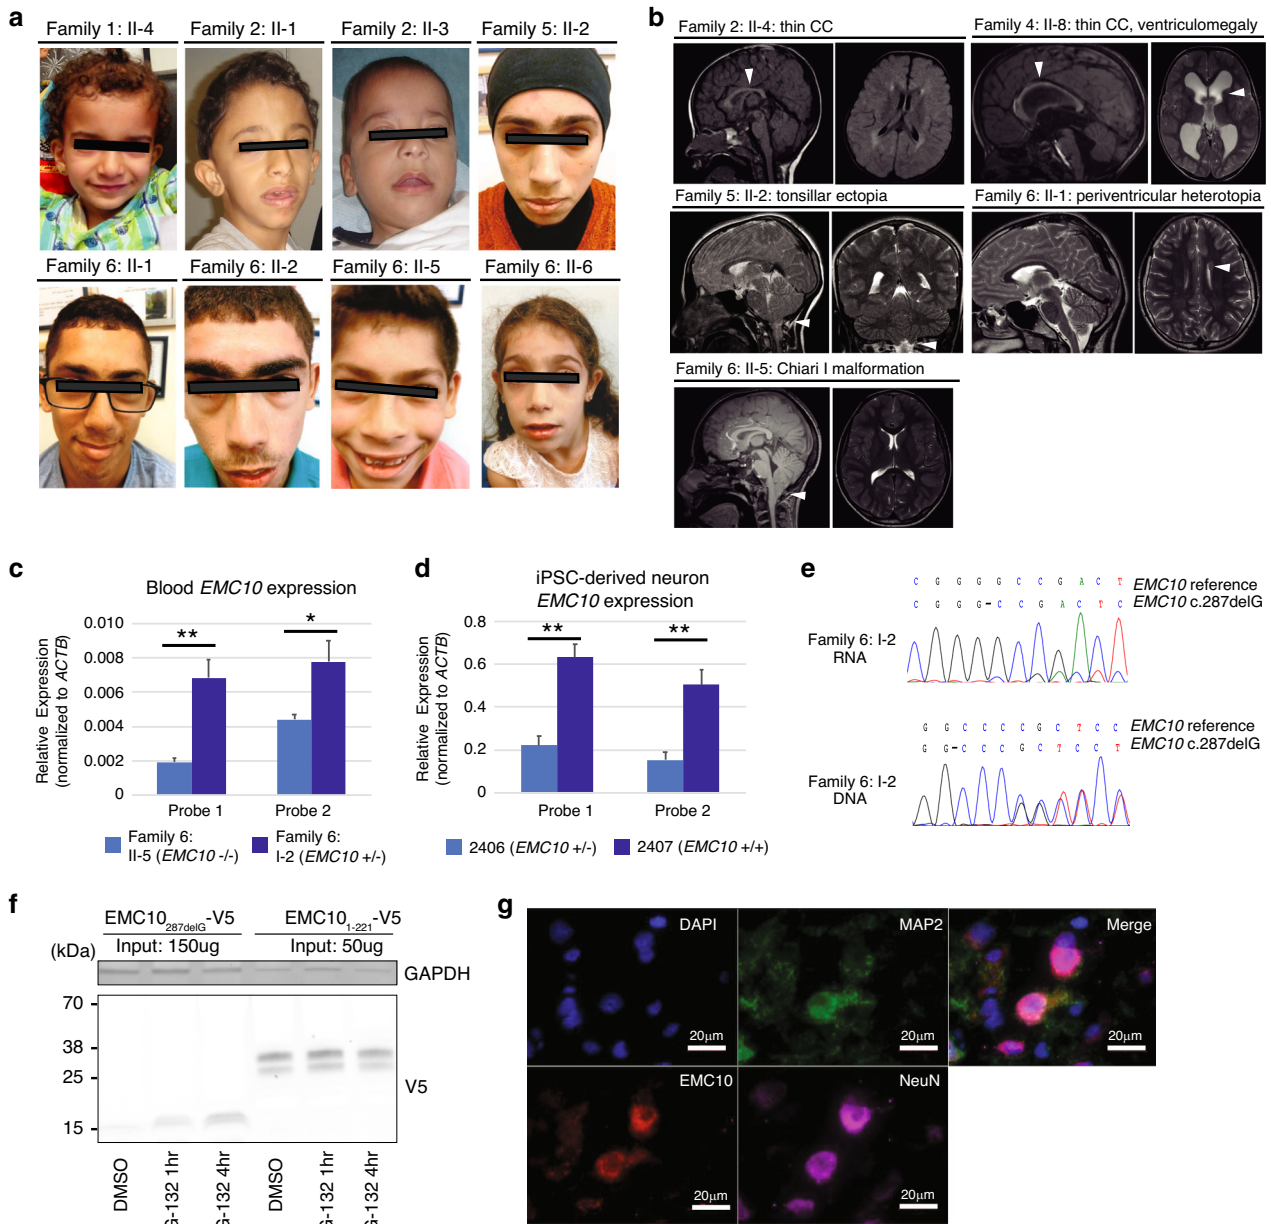 a
Family 1: II-4
Family 2: II-1
Family 2: II-3
Family 5: II-2
Family 6: II-1
Family 6: II-2
Family 6: II-5
Family 6: II-6
b
Family 2: II-4: thin CC
Family 4: II-8: thin CC, ventriculomegaly
Family 5: II-2: tonsillar ectopia
Family 6: II-1: periventricular heterotopia
Family 6: II-5: Chiari I malformation
c
Blood EMC10 expression
Relative Expression
(normalized to ACTB)
0.010
0.008
0.006
0.004
0.002
0
**
*
Probe 1
Probe 2
Family 6:
II-5 (EMC10 -/-)
Family 6:
I-2 (EMC10 +/-)
d
iPSC-derived neuron
EMC10 expression
Relative Expression
(normalized to ACTB)
0.8
0.6
0.4
0.2
0
**
**
Probe 1
Probe 2
2406 (EMC10 +/-)
2407 (EMC10 +/+)
e
C G G G G C C G A C T
EMC10 reference
C G G G - C C G A C T C
EMC10 c.287delG
Family 6: I-2
RNA
G G C C C C G C T C C
EMC10 reference
G G - C C C G C T C C T
EMC10 c.287delG
Family 6: I-2
DNA
f
EMC10287delG-V5
EMC101-221-V5
(kDa)
Input: 150ug
Input: 50ug
GAPDH
70
38
25
15
V5
DMSO
G-132 1hr
G-132 4hr
DMSO
G-132 1hr
G-132 4hr
g
DAPI
20µm
MAP2
20µm
Merge
20µm
EMC10
20µm
NeuN
20µm